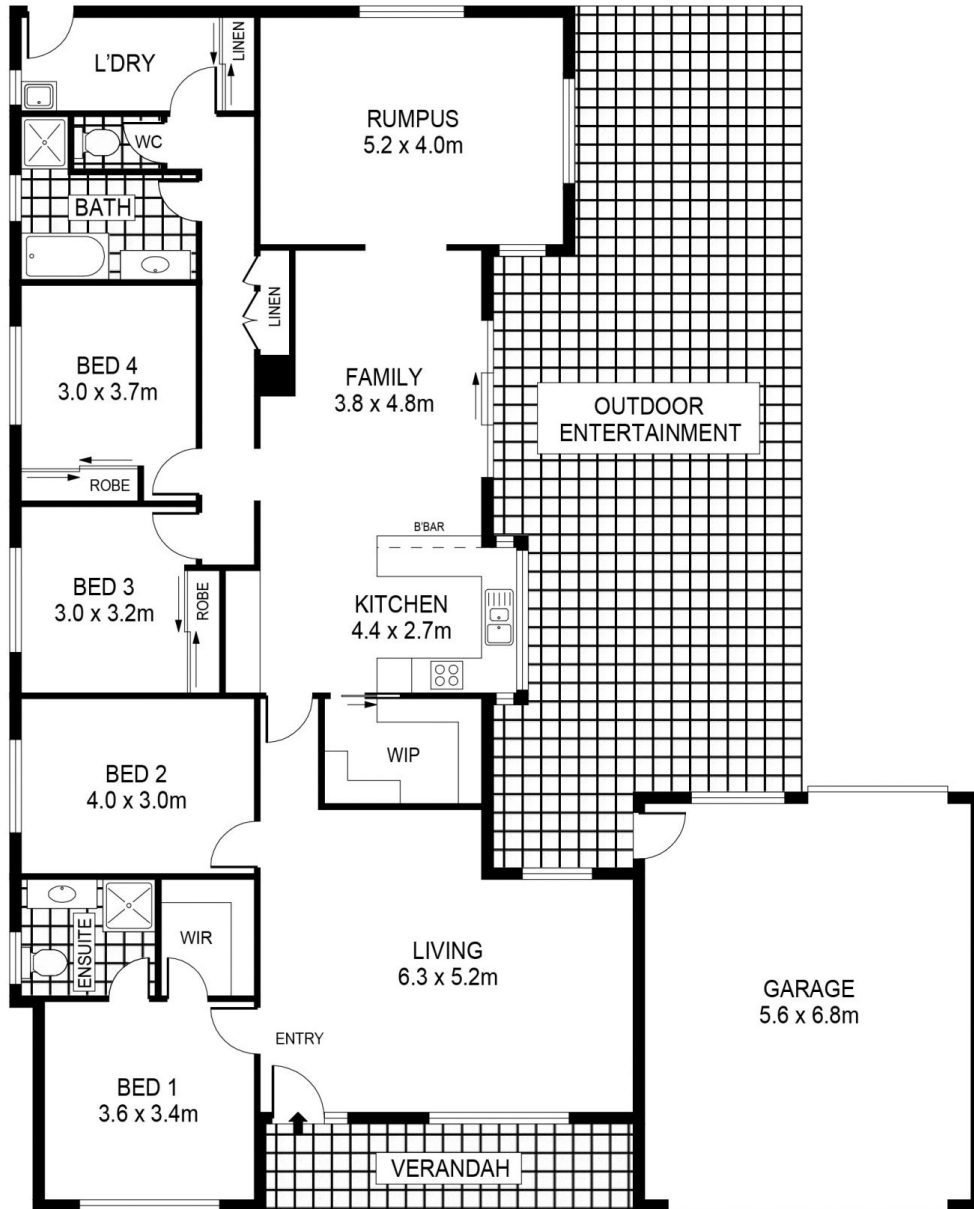 L'DRY
LINEN
RUMPUS
5.2 x 4.0m
WC
BATH
LINEN
BED 4
3.0 x 3.7m
FAMILY
3.8 x 4.8m
OUTDOOR
ENTERTAINMENT
ROBE
B'BAR
BED 3
3.0 x 3.2m
ROBE
KITCHEN
4.4 x 2.7m
WIP
BED 2
4.0 x 3.0m
ENSUITE
WIR
LIVING
6.3 x 5.2m
GARAGE
5.6 x 6.8m
ENTRY
BED 1
3.6 x 3.4m
VERANDAH